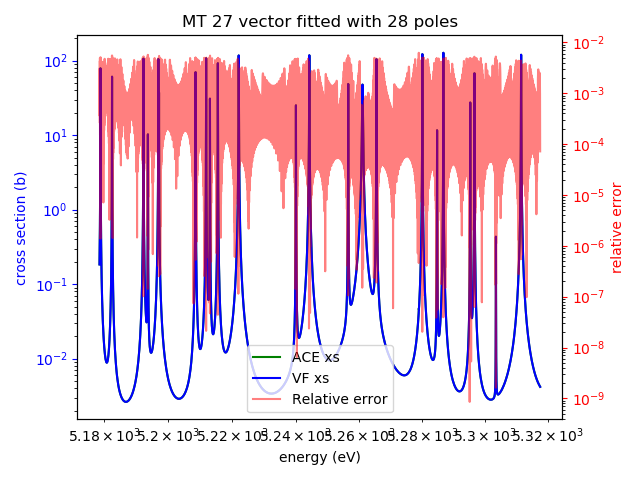 MT 27 vector fitted with 28 poles
cross section (b)
10²
10¹
10⁰
10⁻¹
10⁻²
10⁻²
10⁻³
10⁻⁴
10⁻⁵
10⁻⁶
10⁻⁷
10⁻⁸
10⁻⁹
relative error
ACE xs
VF xs
Relative error
5.18 × 10³ 5.2 × 10³ 5.22 × 10³ 5.24 × 10³ 5.26 × 10³ 5.28 × 10³ 5.3 × 10³ 5.32 × 10³
energy (eV)